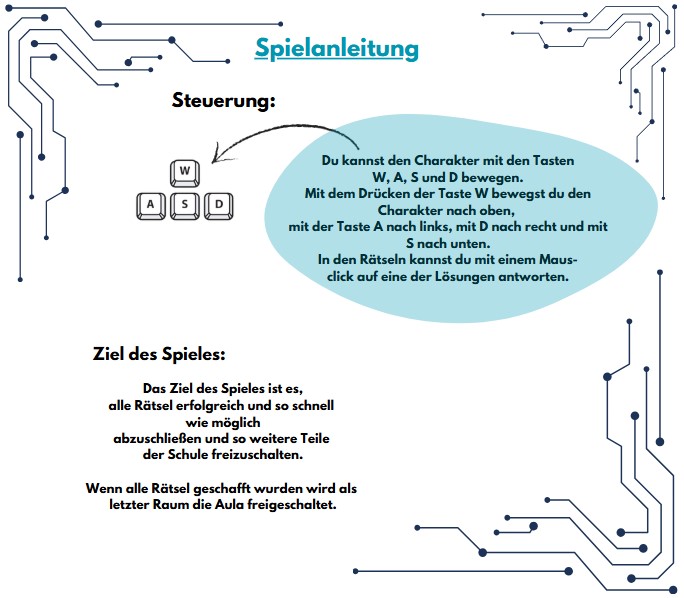 Spielanleitung
Steuerung:
W
A S D
Du kannst den Charakter mit den Tasten
W, A, S und D bewegen.
Mit dem Drücken der Taste W bewegst du den
Charakter nach oben,
mit der Taste A nach links, mit D nach recht und mit
S nach unten.
In den Rätseln kannst du mit einem Maus-
click auf eine der Lösungen antworten.
Ziel des Spieles:
Das Ziel des Spieles ist es,
alle Rätsel erfolgreich und so schnell
wie möglich
abzuschließen und so weitere Teile
der Schule freizuschalten.
Wenn alle Rätsel geschafft wurden wird als
letzter Raum die Aula freigeschaltet.